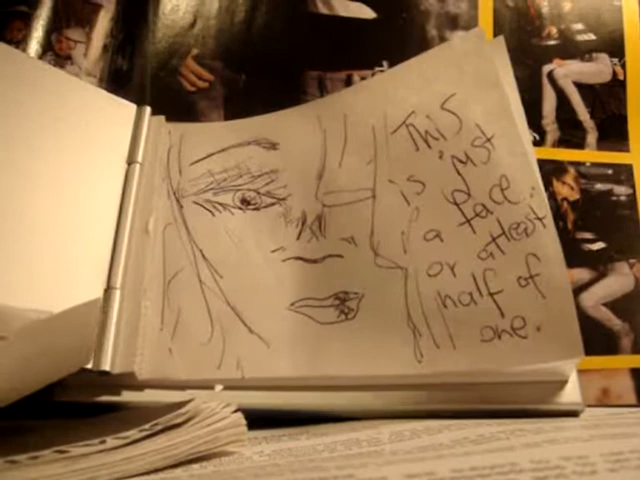 This
is just
a face..
or atleast
half of
one.